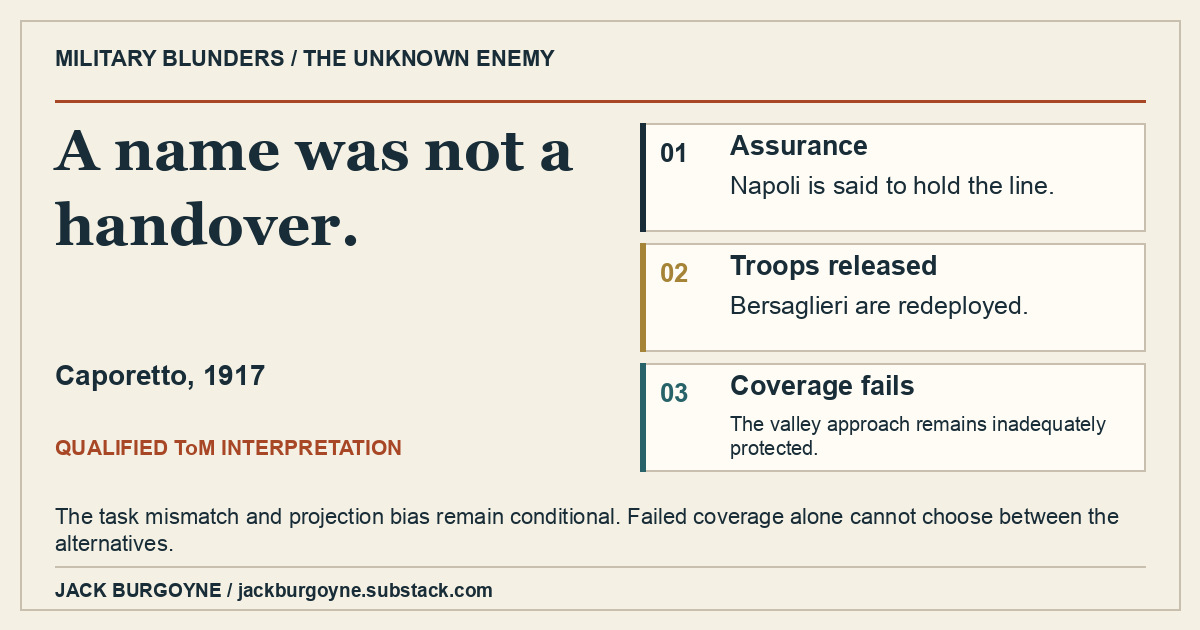 MILITARY BLUNDERS / THE UNKNOWN ENEMY
A name was not a
handover.
Caporetto, 1917
QUALIFIED ToM INTERPRETATION
01
Assurance
Napoli is said to hold the line.
02
Troops released
Bersaglieri are redeployed.
03
Coverage fails
The valley approach remains inadequately
protected.
The task mismatch and projection bias remain conditional. Failed coverage alone cannot choose between the
alternatives.
JACK BURGOYNE / jackburgoyne.substack.com